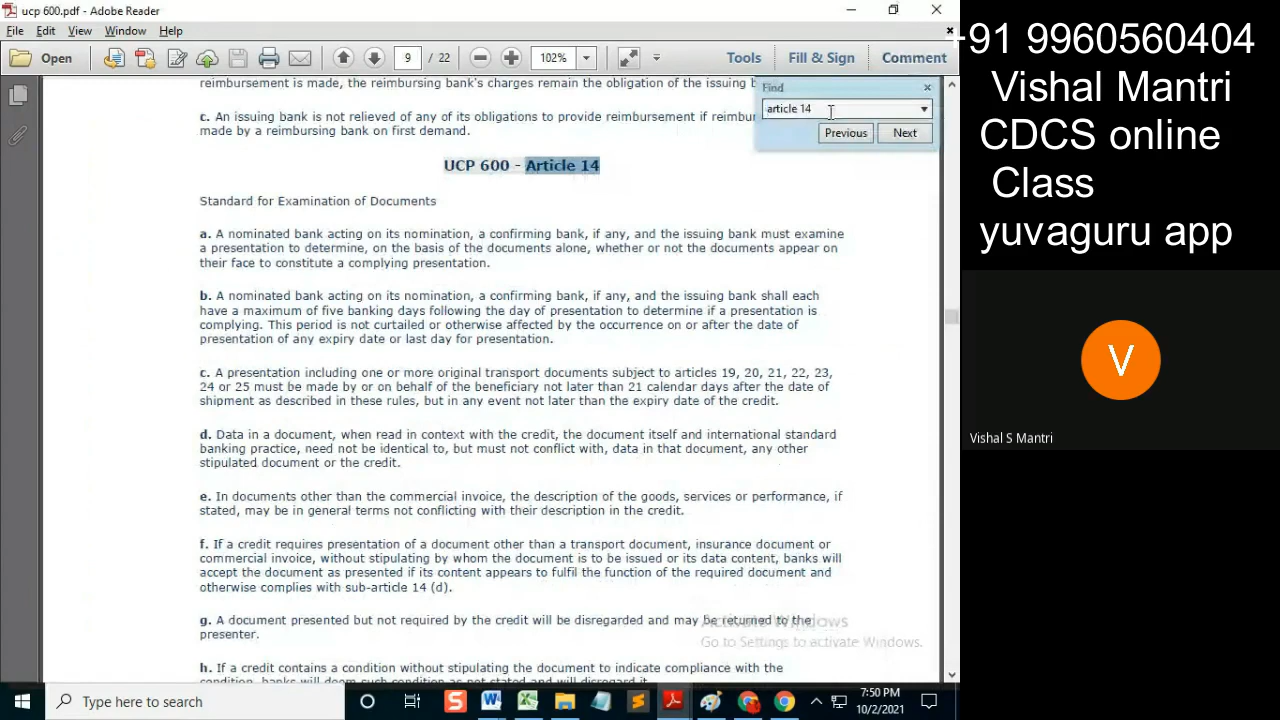 ucp 600.pdf - Adobe Reader
File Edit View Window Help
Open 9 / 22 102% Tools Fill & Sign Comment
reimbursement is made, the reimbursing bank's charges remain the obligation of the issuing b
Find
article 14
Previous Next
c. An issuing bank is not relieved of any of its obligations to provide reimbursement if reimbur
made by a reimbursing bank on first demand.
UCP 600 - Article 14
Standard for Examination of Documents
a. A nominated bank acting on its nomination, a confirming bank, if any, and the issuing bank must examine
a presentation to determine, on the basis of the documents alone, whether or not the documents appear on
their face to constitute a complying presentation.
b. A nominated bank acting on its nomination, a confirming bank, if any, and the issuing bank shall each
have a maximum of five banking days following the day of presentation to determine if a presentation is
complying. This period is not curtailed or otherwise affected by the occurrence on or after the date of
presentation of any expiry date or last day for presentation.
c. A presentation including one or more original transport documents subject to articles 19, 20, 21, 22, 23,
24 or 25 must be made by or on behalf of the beneficiary not later than 21 calendar days after the date of
shipment as described in these rules, but in any event not later than the expiry date of the credit.
d. Data in a document, when read in context with the credit, the document itself and international standard
banking practice, need not be identical to, but must not conflict with, data in that document, any other
stipulated document or the credit.
e. In documents other than the commercial invoice, the description of the goods, services or performance, if
stated, may be in general terms not conflicting with their description in the credit.
f. If a credit requires presentation of a document other than a transport document, insurance document or
commercial invoice, without stipulating by whom the document is to be issued or its data content, banks will
accept the document as presented if its content appears to fulfil the function of the required document and
otherwise complies with sub-article 14 (d).
g. A document presented but not required by the credit will be disregarded and may be returned to the
presenter.
h. If a credit contains a condition without stipulating the document to indicate compliance with the
condition, banks will deem such condition as not stated and will disregard it.
Activate Windows
Go to Settings to activate Windows.
Type here to search
7:50 PM
10/2/2021
+91 9960560404
Vishal Mantri
CDCS online
Class
yuvaguru app
V
Vishal S Mantri